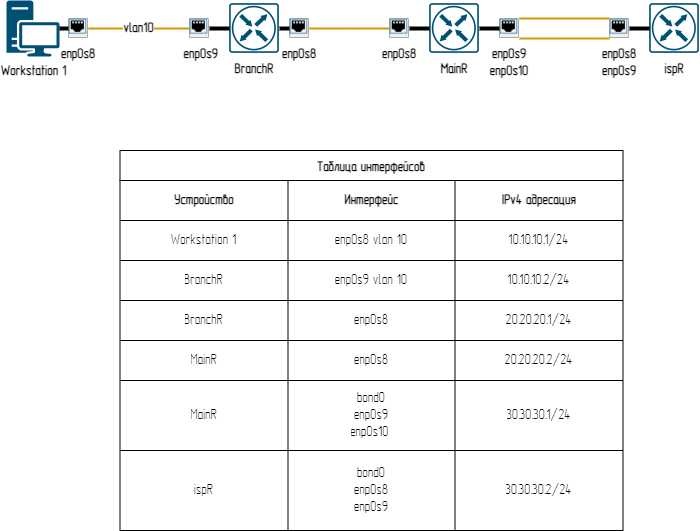 vlan10
enp0s8
enp0s9
enp0s8
enp0s8
enp0s9
enp0s10
enp0s8
enp0s9
Workstation 1
BranchR
MainR
ispR
Таблица интерфейсов
Устройство
Интерфейс
IPv4 адресация
Workstation 1
enp0s8 vlan 10
10.10.10.1/24
BranchR
enp0s9 vlan 10
10.10.10.2/24
BranchR
enp0s8
20.20.20.1/24
MainR
enp0s8
20.20.20.2/24
MainR
bond0
enp0s9
enp0s10
30.30.30.1/24
ispR
bond0
enp0s8
enp0s9
30.30.30.2/24